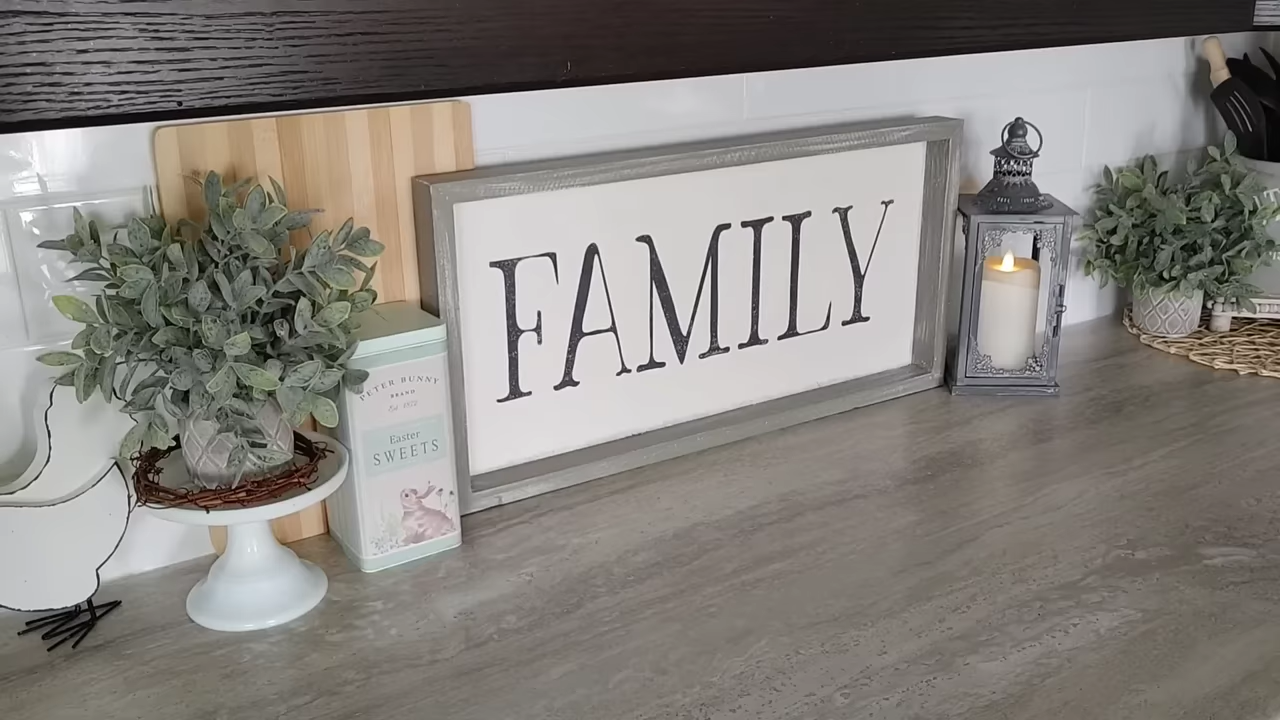 PETER BUNNY
BRAND
Est. 1972
Easter
SWEETS
FAMILY